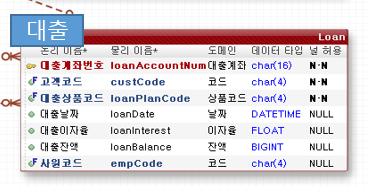 대출
Loan
논리 이름* 물리 이름* 도메인 데이터 타입 널 허용
대출계좌번호 loanAccountNum 대출계좌 char(16) N·N
고객코드 custCode 코드 char(4) N·N
대출상품코드 loanPlanCode 상품코드 char(4) N·N
대출날짜 loanDate 날짜 DATETIME NULL
대출이자율 loanInterest 이자율 FLOAT NULL
대출잔액 loanBalance 잔액 BIGINT NULL
사원코드 empCode 코드 char(4) NULL